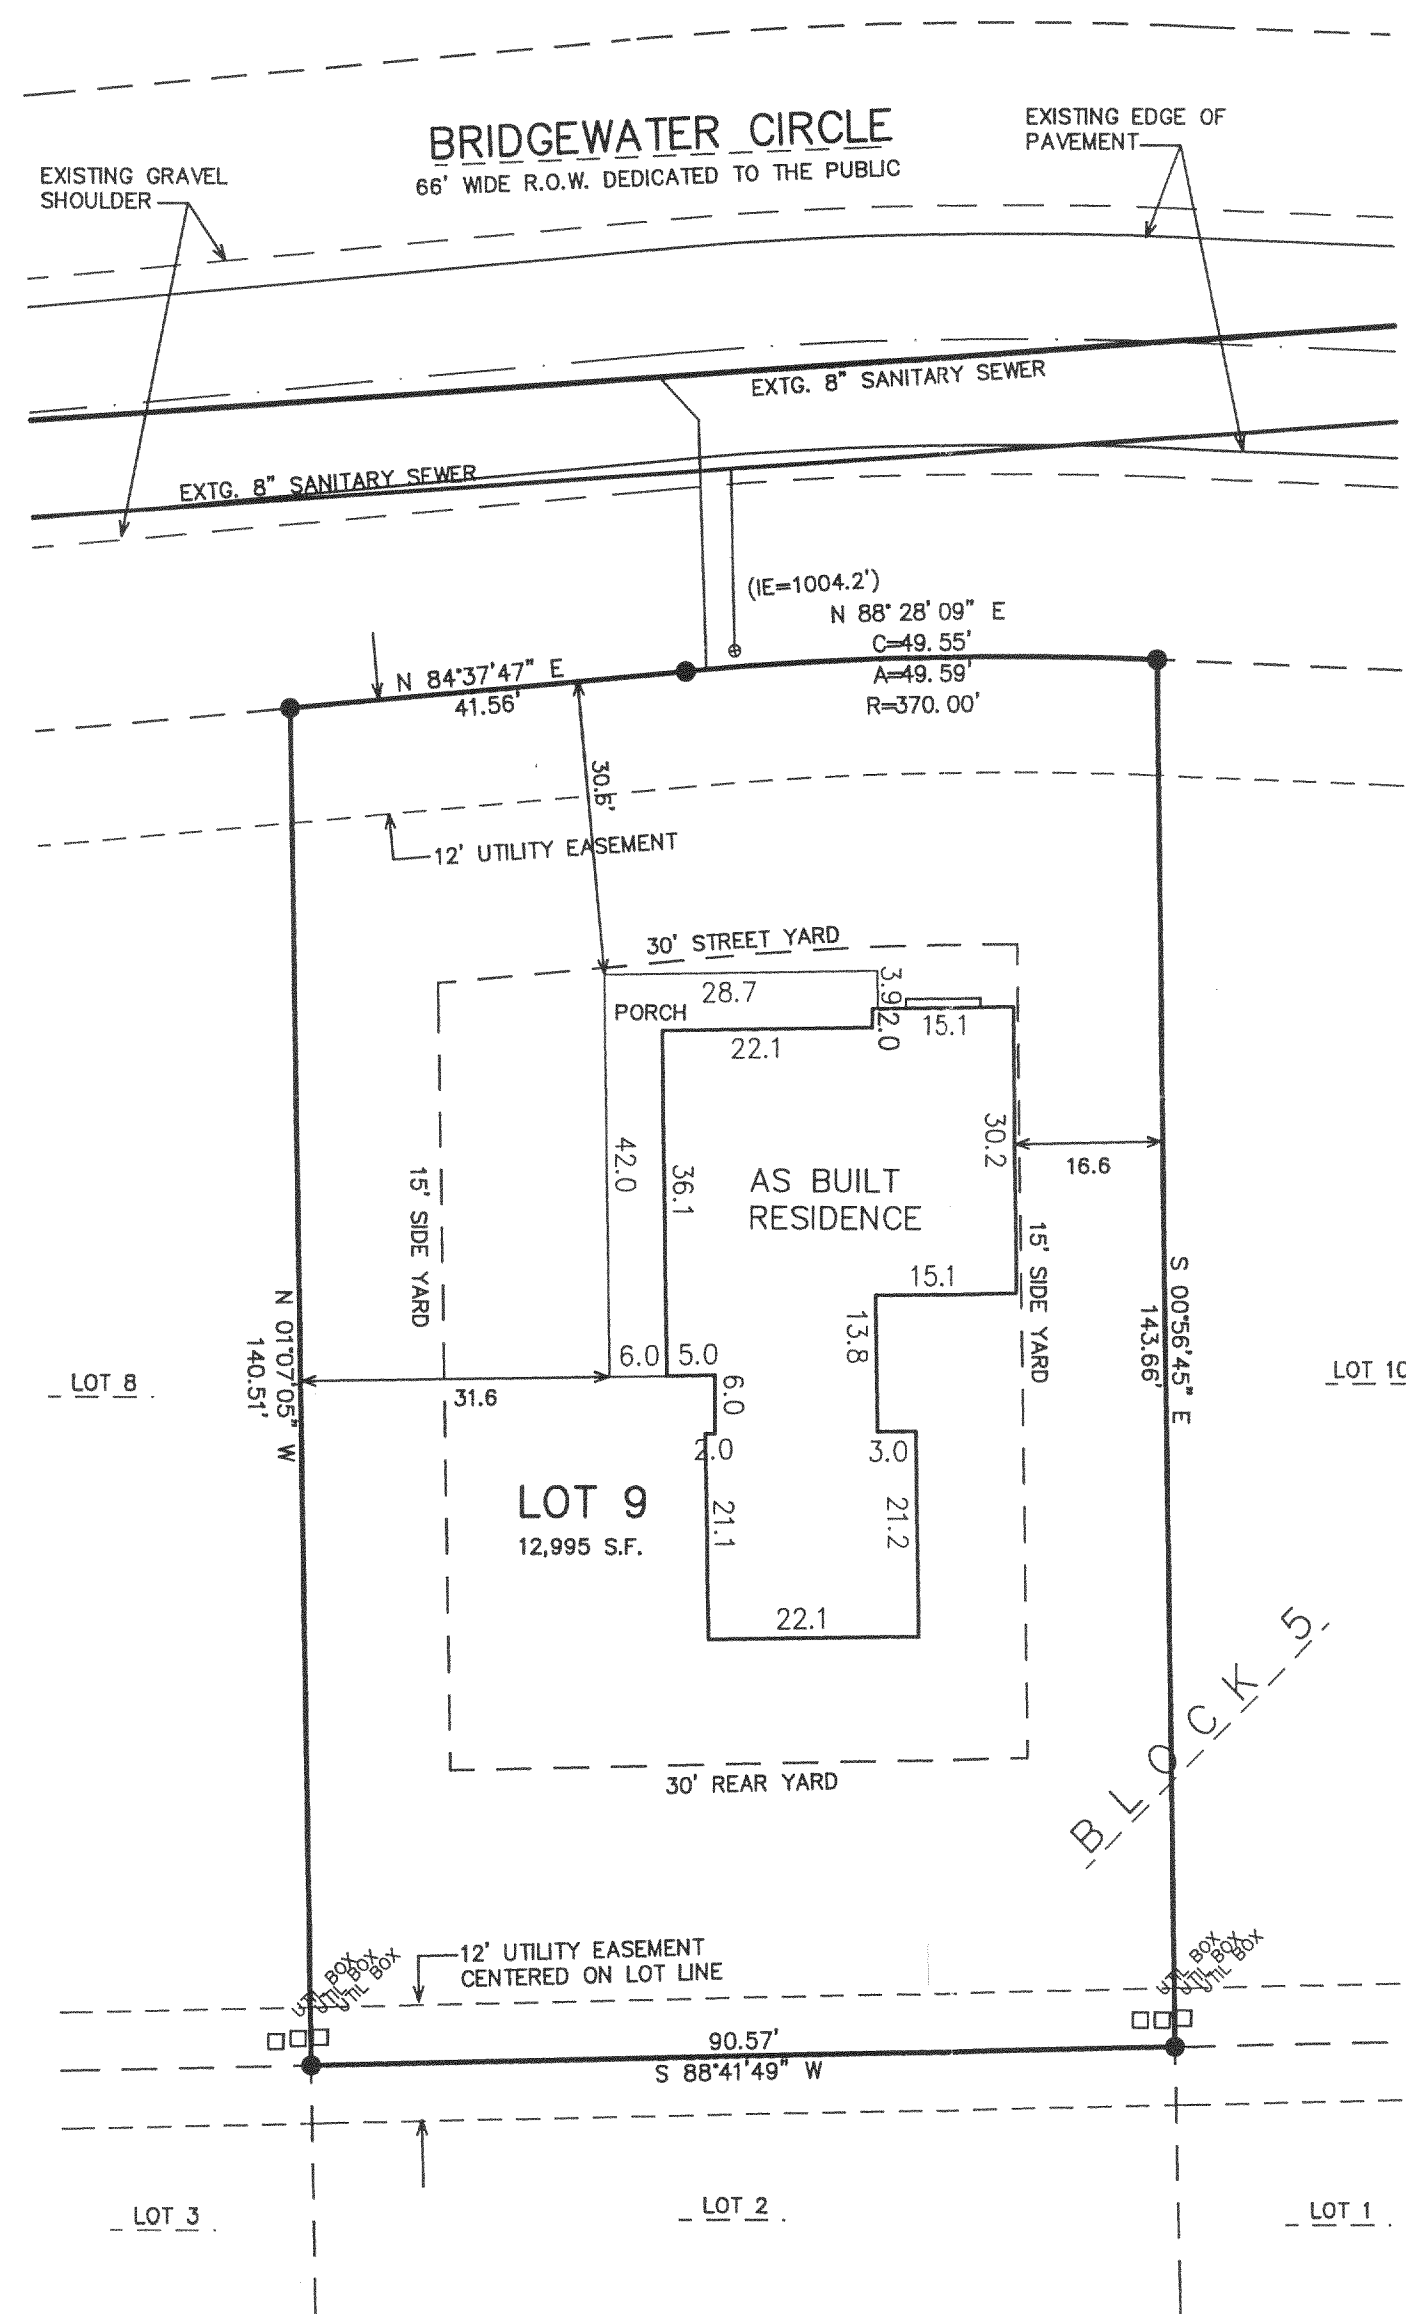 BRIDGEWATER CIRCLE
66' WIDE R.O.W. DEDICATED TO THE PUBLIC
EXISTING EDGE OF
PAVEMENT
EXISTING GRAVEL
SHOULDER
EXTG. 8" SANITARY SEWER
EXTG. 8" SANITARY SEWER
(IE=1004.2')
N 88° 28' 09" E
C=49.55'
A=49.59'
R=370.00'
N 84°37'47" E
41.56'
30.5'
12' UTILITY EASEMENT
30' STREET YARD
28.7
3.9
PORCH
2.0
15.1
22.1
30.2
42.0
36.1
16.6
AS BUILT
RESIDENCE
15' SIDE YARD
15' SIDE YARD
15.1
13.8
S 00°56'45" E
143.66'
N 01°07'05" W
140.51'
6.0
5.0
6.0
LOT 8
31.6
LOT 10
2.0
3.0
LOT 9
12,995 S.F.
21.1
21.2
22.1
BLOCK 5
30' REAR YARD
12' UTILITY EASEMENT
CENTERED ON LOT LINE
UTIL BOX
UTIL BOX
UTIL BOX
UTIL BOX
UTIL BOX
UTIL BOX
90.57'
S 88°41'49" W
LOT 3
LOT 2
LOT 1